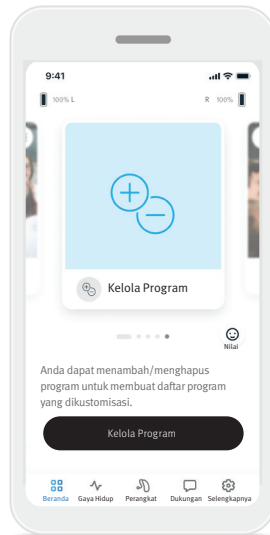 9:41
100% L
R 100%
Kelola Program
Nilai
Anda dapat menambah/menghapus
program untuk membuat daftar program
yang dikustomisasi.
Kelola Program
Beranda Gaya Hidup Perangkat Dukungan Selengkapnya